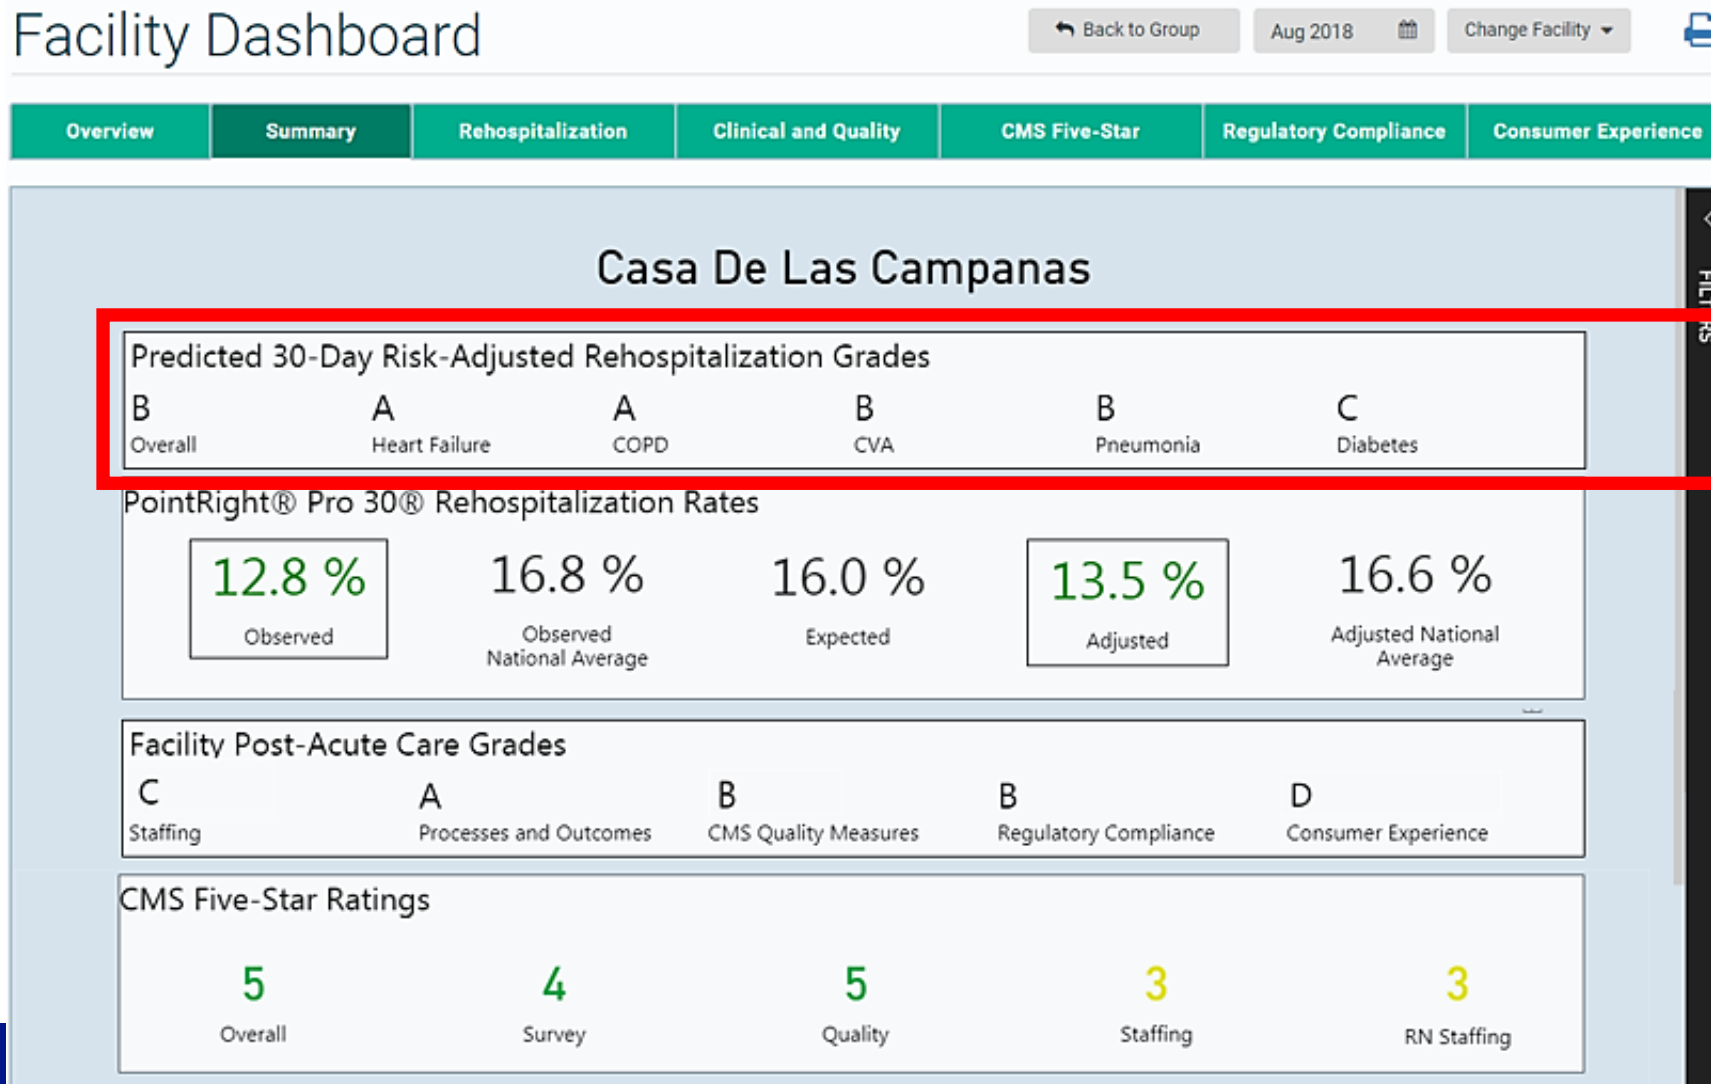 Facility Dashboard
Back to Group Aug 2018 Change Facility
Overview Summary Rehospitalization Clinical and Quality CMS Five-Star Regulatory Compliance Consumer Experience
Casa De Las Campanas
Predicted 30-Day Risk-Adjusted Rehospitalization Grades
B A A B B C
Overall Heart Failure COPD CVA Pneumonia Diabetes
PointRight® Pro 30® Rehospitalization Rates
12.8 % 16.8 % 16.0 % 13.5 % 16.6 %
Observed Observed Expected Adjusted Adjusted National
National Average Average
Facility Post-Acute Care Grades
C A B B D
Staffing Processes and Outcomes CMS Quality Measures Regulatory Compliance Consumer Experience
CMS Five-Star Ratings
5 4 5 3 3
Overall Survey Quality Staffing RN Staffing